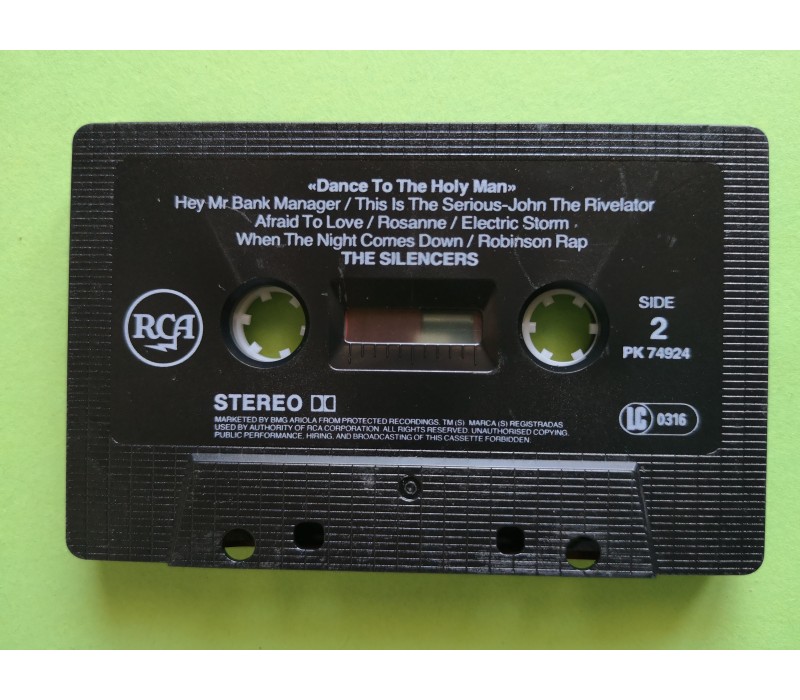 «Dance To The Holy Man»
Hey Mr. Bank Manager / This Is The Serious-John The Rivelator
Afraid To Love / Rosanne / Electric Storm
When The Night Comes Down / Robinson Rap
THE SILENCERS
RCA
SIDE
2
PK 74924
STEREO
MARKETED BY BMG ARIOLA FROM PROTECTED RECORDINGS. TM (S) MARCA (S) REGISTRADAS
USED BY AUTHORITY OF RCA CORPORATION. ALL RIGHTS RESERVED. UNAUTHORISED COPYING,
PUBLIC PERFORMANCE, HIRING, AND BROADCASTING OF THIS CASSETTE FORBIDDEN.
LC 0316